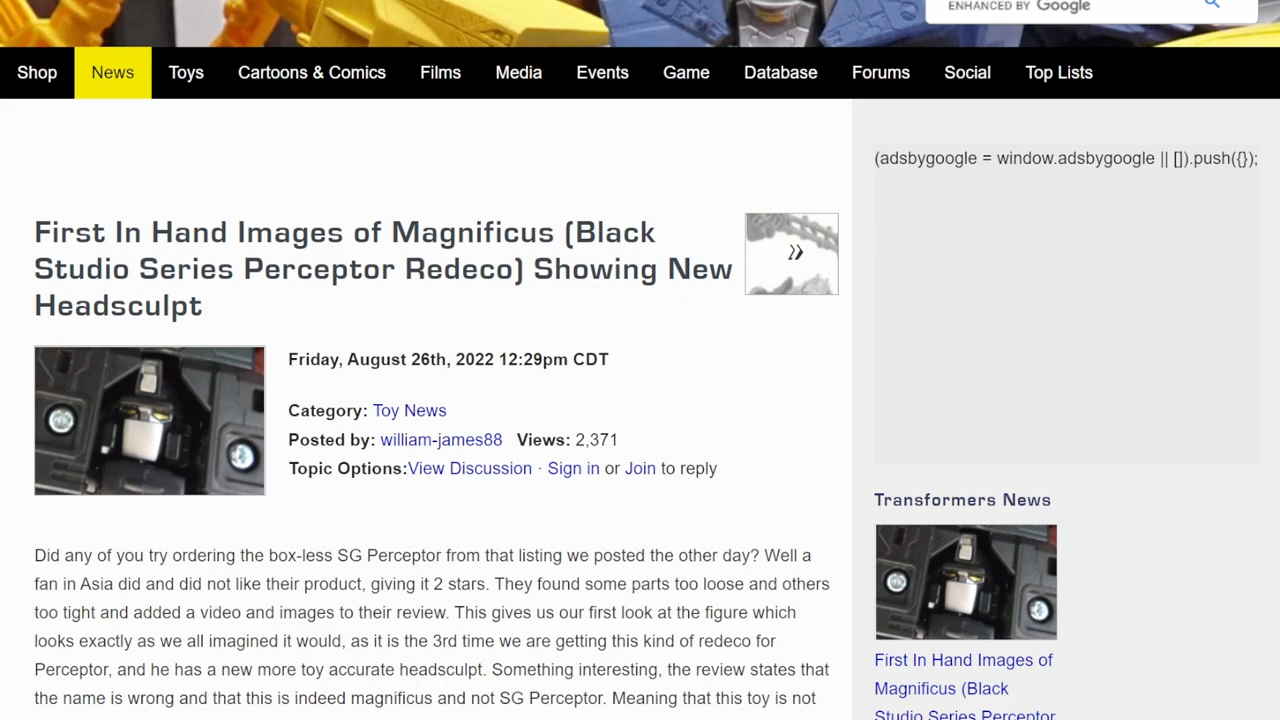 ENHANCED BY Google
Shop News Toys Cartoons & Comics Films Media Events Game Database Forums Social Top Lists
(adsbygoogle = window.adsbygoogle || []).push({});
First In Hand Images of Magnificus (Black
Studio Series Perceptor Redeco) Showing New
Headsculpt
»
Friday, August 26th, 2022 12:29pm CDT
Category: Toy News
Posted by: william-james88 Views: 2,371
Topic Options:View Discussion · Sign in or Join to reply
Did any of you try ordering the box-less SG Perceptor from that listing we posted the other day? Well a
fan in Asia did and did not like their product, giving it 2 stars. They found some parts too loose and others
too tight and added a video and images to their review. This gives us our first look at the figure which
looks exactly as we all imagined it would, as it is the 3rd time we are getting this kind of redeco for
Perceptor, and he has a new more toy accurate headsculpt. Something interesting, the review states that
the name is wrong and that this is indeed magnificus and not SG Perceptor. Meaning that this toy is not
Transformers News
First In Hand Images of
Magnificus (Black
Studio Series Perceptor